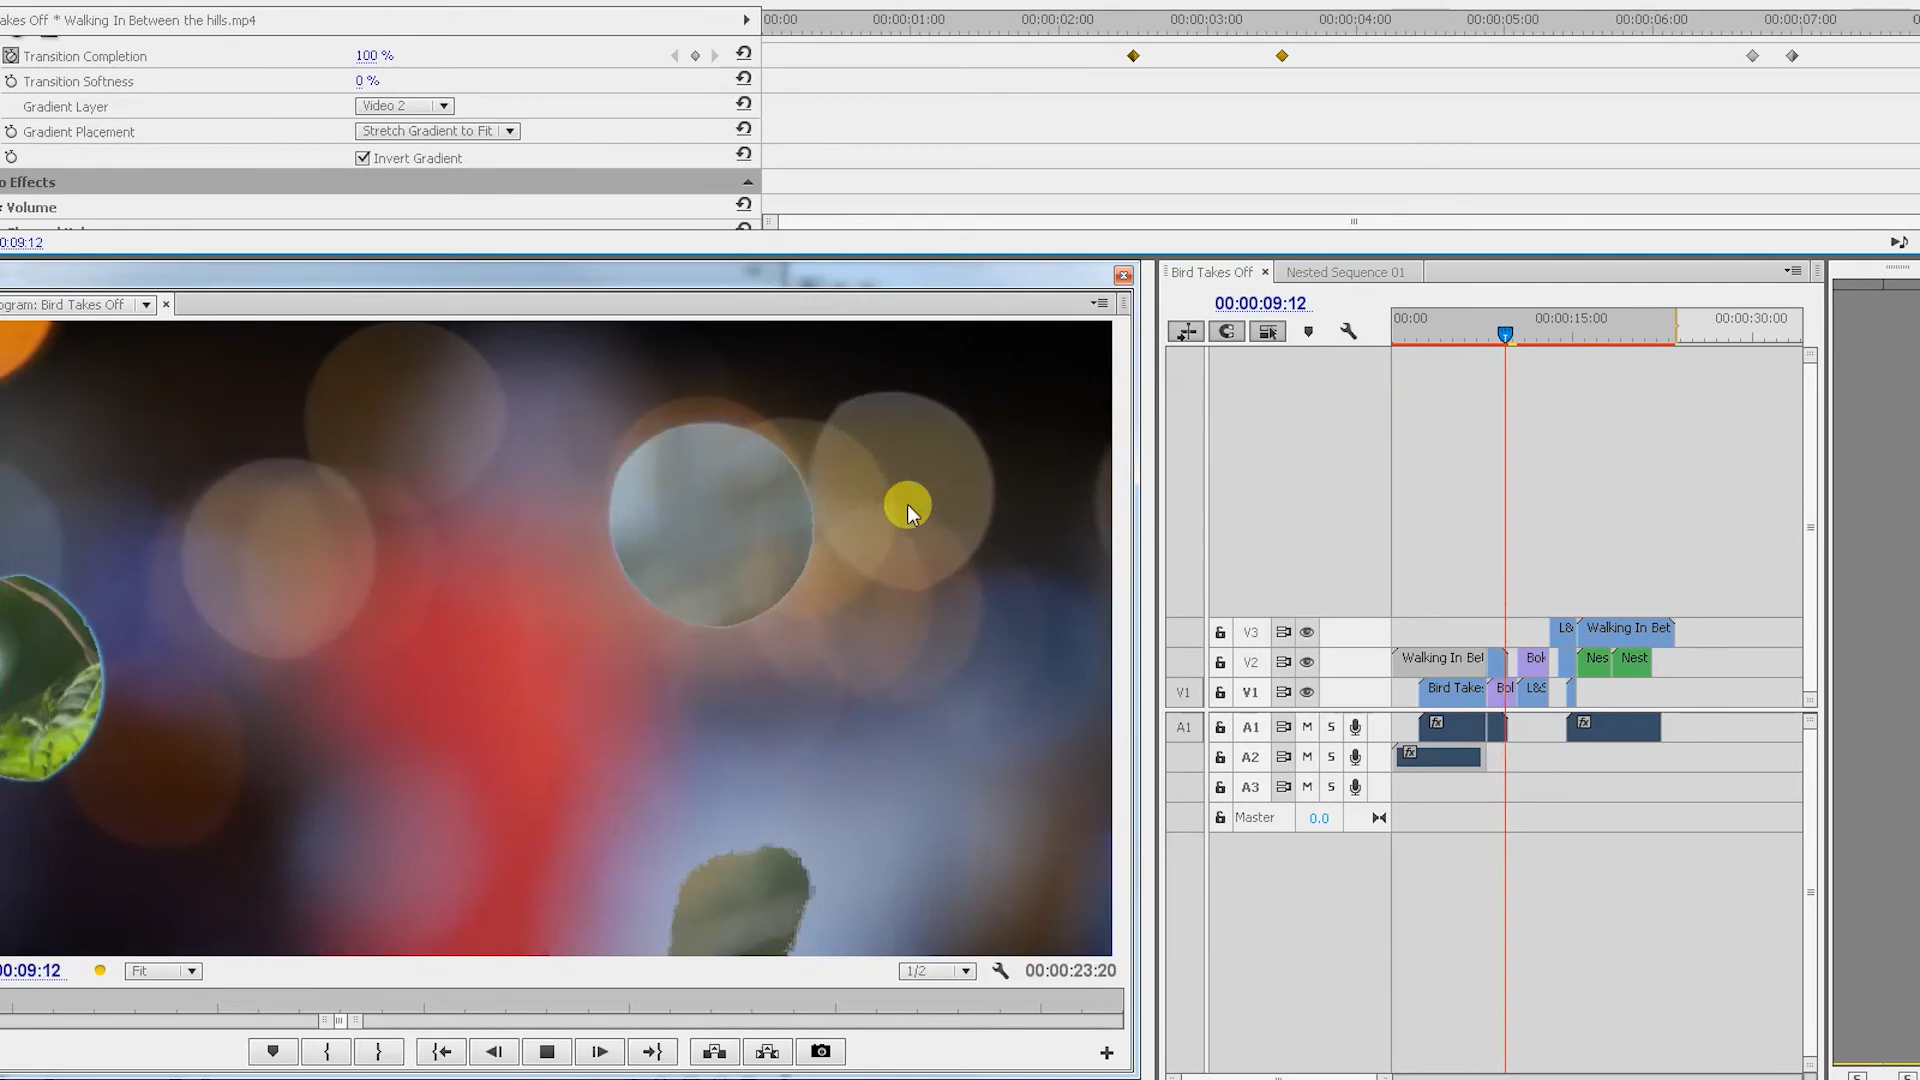 akes Off * Walking In Between the hills.mp4
00:00 00:00:01:00 00:00:02:00 00:00:03:00 00:00:04:00 00:00:05:00 00:00:06:00 00:00:07:00
Transition Completion 100 %
Transition Softness 0 %
Gradient Layer Video 2
Gradient Placement Stretch Gradient to Fit
Invert Gradient
o Effects
Volume
0:09:12
ogram: Bird Takes Off
Bird Takes Off Nested Sequence 01
00:00:09:12
00:00 00:00:15:00 00:00:30:00
V3 L& Walking In Bet
V2 Walking In Bet Bok Nes Nest
V1 V1 Bird Take: Bol L&S
A1 A1 M S fx fx
A2 M S fx
A3 M S
Master 0.0
00:09:12 Fit 1/2 00:00:23:20
S S